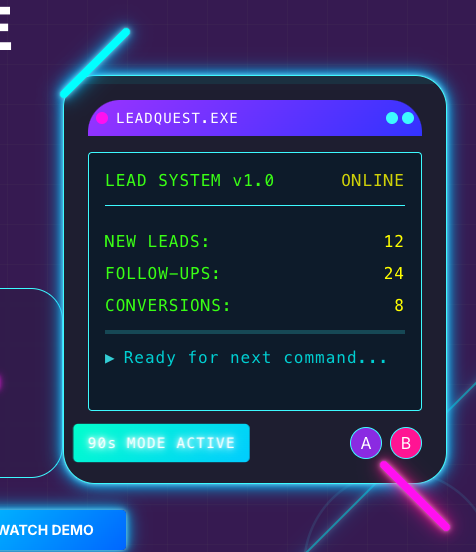 E
LEADQUEST.EXE
LEAD SYSTEM v1.0 ONLINE
NEW LEADS: 12
FOLLOW-UPS: 24
CONVERSIONS: 8
▶ Ready for next command...
90s MODE ACTIVE A B
WATCH DEMO